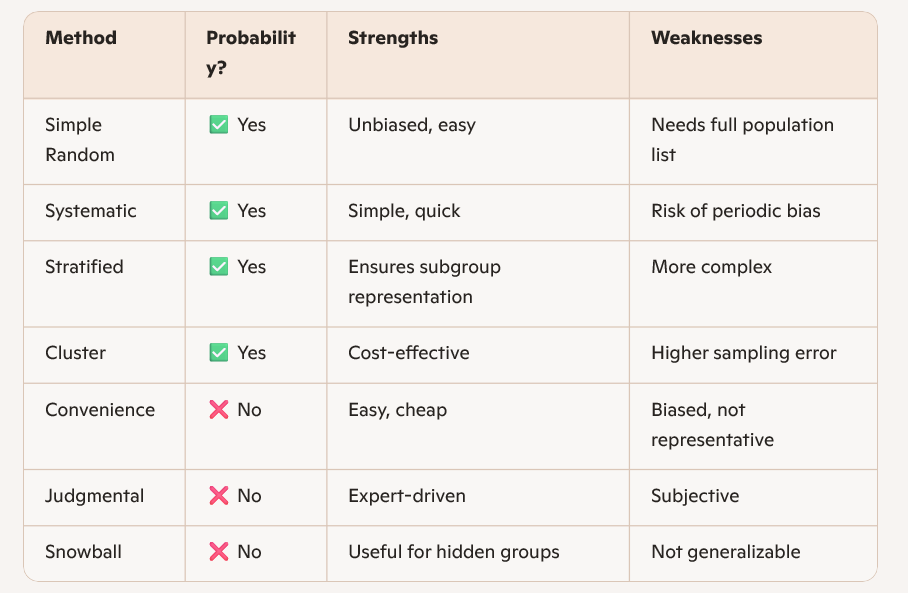 Method Probabilit Strengths Weaknesses
y?
Simple ✅ Yes Unbiased, easy Needs full population
Random list
Systematic ✅ Yes Simple, quick Risk of periodic bias
Stratified ✅ Yes Ensures subgroup More complex
representation
Cluster ✅ Yes Cost-effective Higher sampling error
Convenience ❌ No Easy, cheap Biased, not
representative
Judgmental ❌ No Expert-driven Subjective
Snowball ❌ No Useful for hidden groups Not generalizable